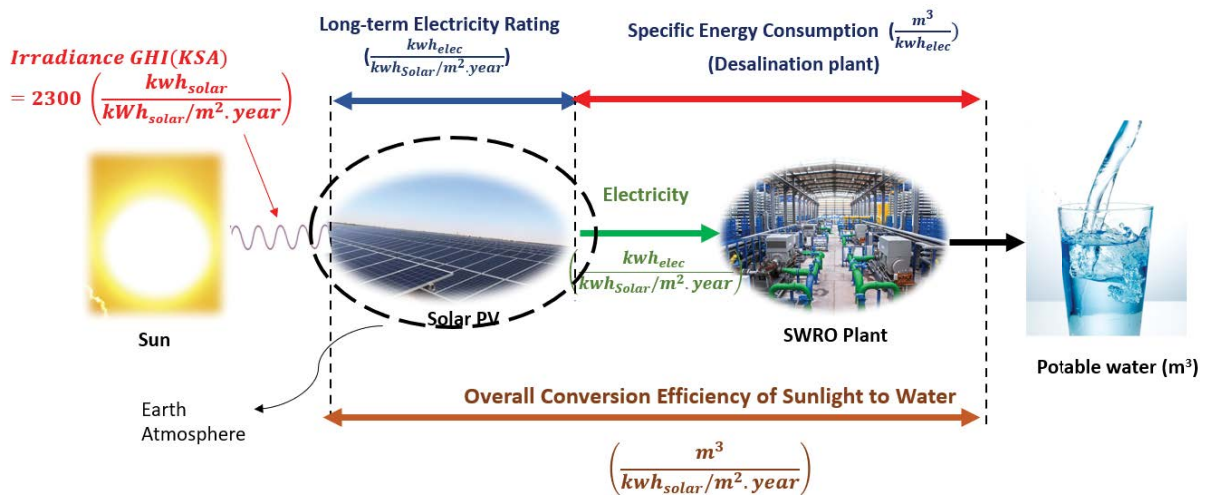 Long-term Electricity Rating
(kwh_elec / kwh_Solar/m². year)
Specific Energy Consumption (m³ / kwh_elec)
(Desalination plant)
Irradiance GHI(KSA)
= 2300 (kwh_solar / kWh_solar/m². year)
Electricity
(kwh_elec / kwh_Solar/m². year)
Sun
Solar PV
SWRO Plant
Potable water (m³)
Earth
Atmosphere
Overall Conversion Efficiency of Sunlight to Water
(m³ / kwh_solar/m². year)